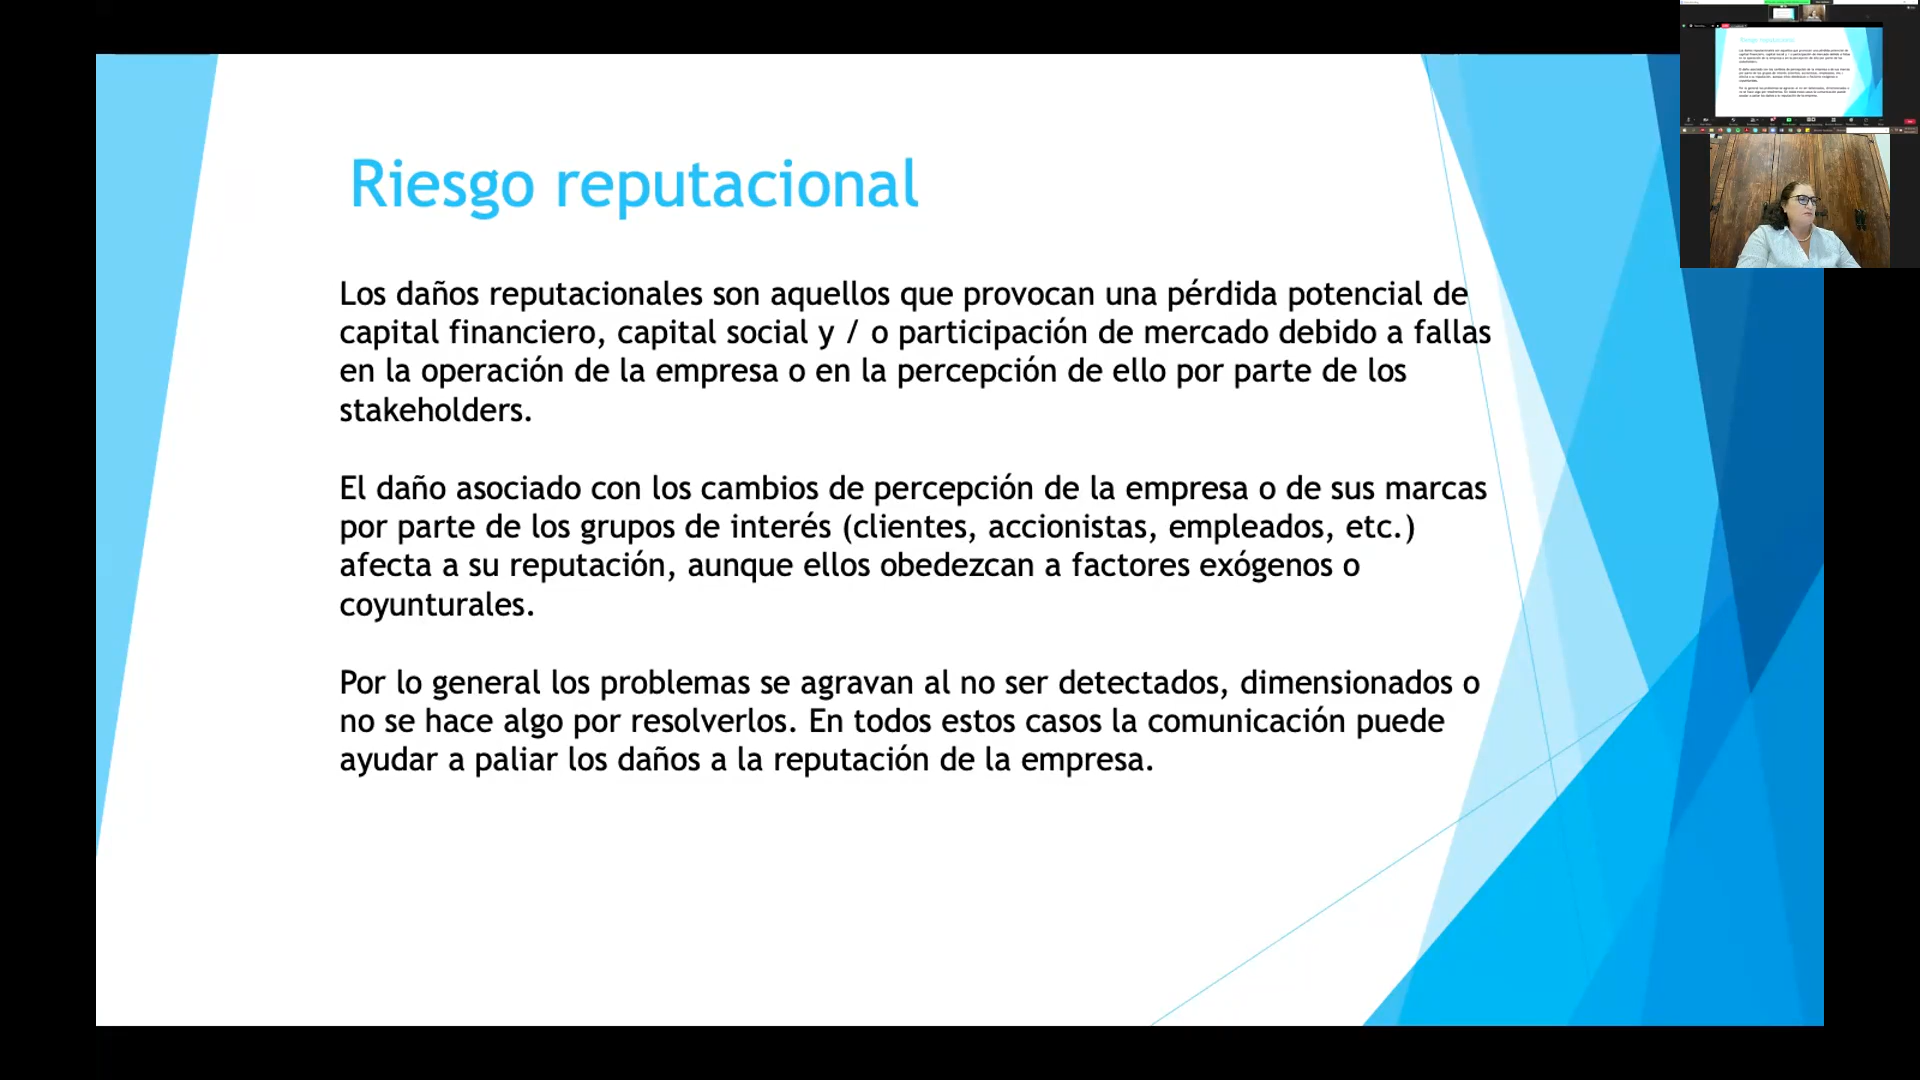 Riesgo reputacional
Los daños reputacionales son aquellos que provocan una pérdida potencial de
capital financiero, capital social y / o participación de mercado debido a fallas
en la operación de la empresa o en la percepción de ello por parte de los
stakeholders.
El daño asociado con los cambios de percepción de la empresa o de sus marcas
por parte de los grupos de interés (clientes, accionistas, empleados, etc.)
afecta a su reputación, aunque ellos obedezcan a factores exógenos o
coyunturales.
Por lo general los problemas se agravan al no ser detectados, dimensionados o
no se hace algo por resolverlos. En todos estos casos la comunicación puede
ayudar a paliar los daños a la reputación de la empresa.